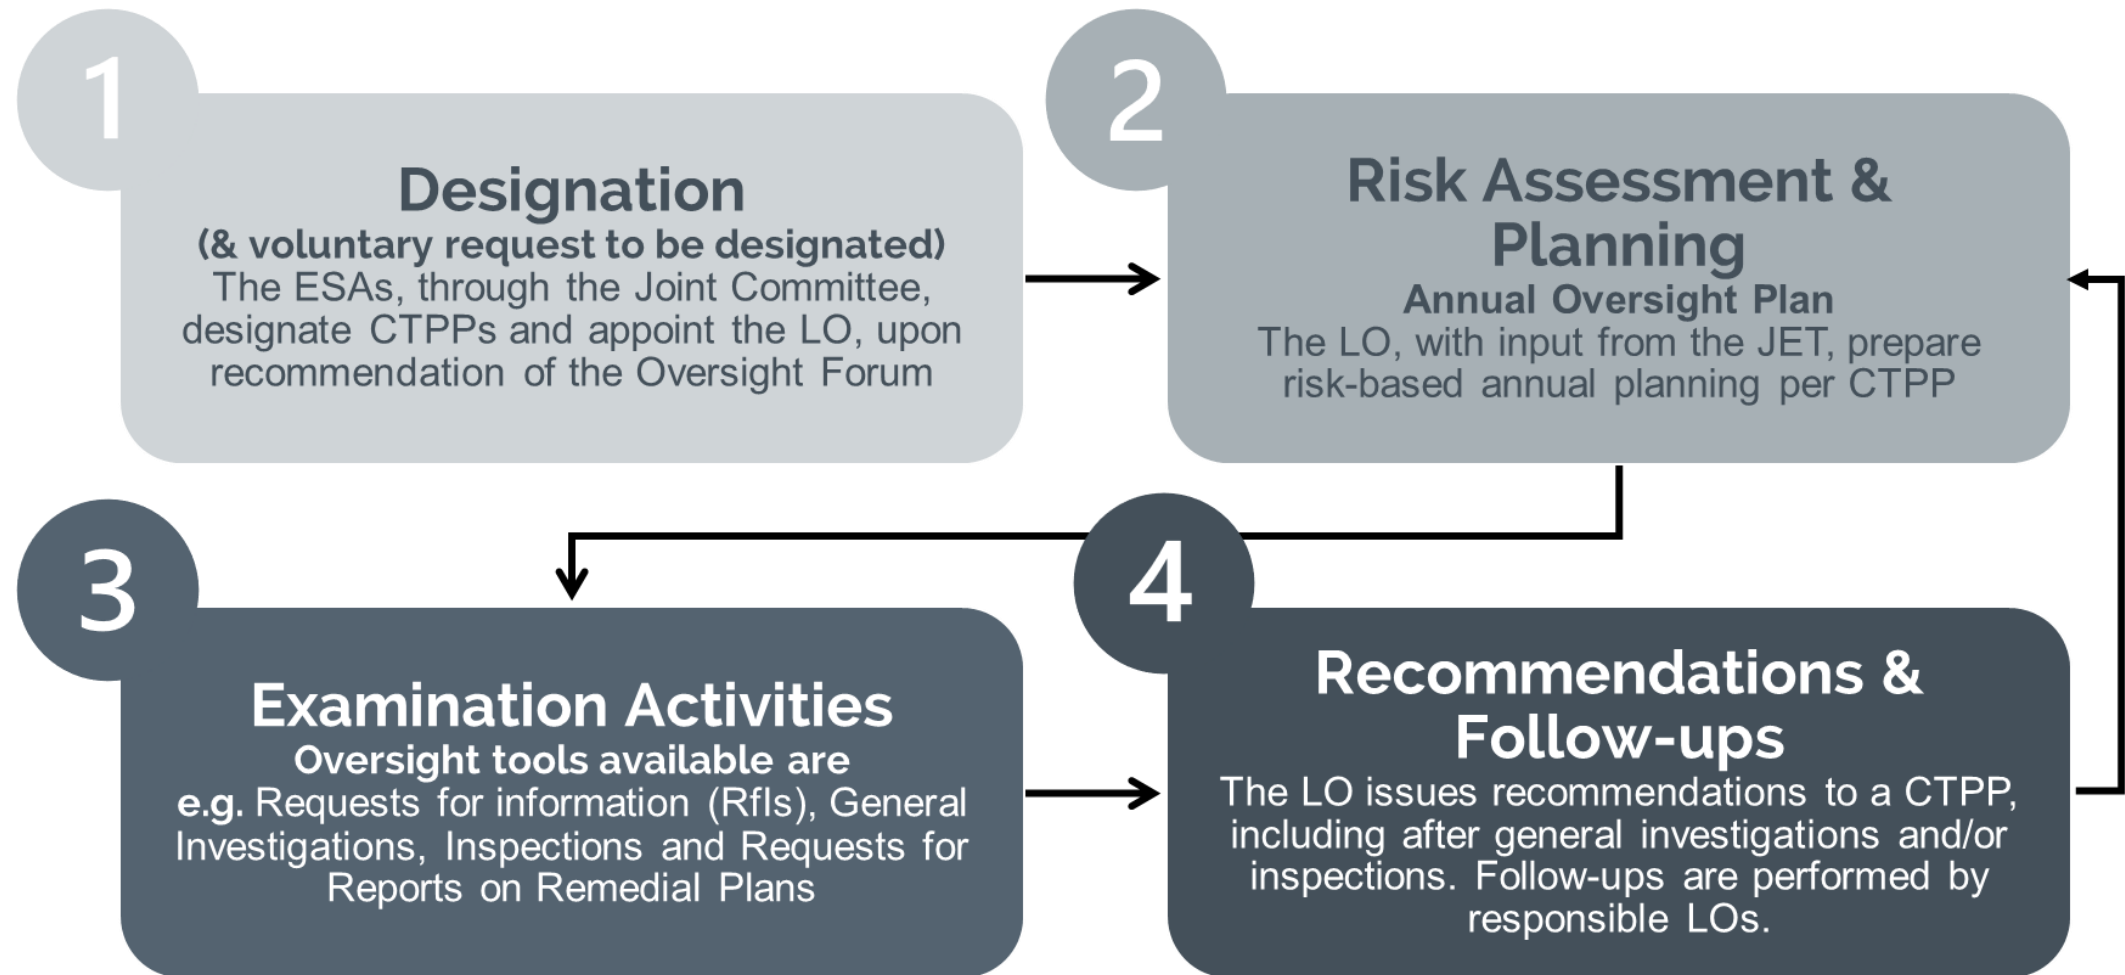 1
Designation
(& voluntary request to be designated)
The ESAs, through the Joint Committee,
designate CTPPs and appoint the LO, upon
recommendation of the Oversight Forum
2
Risk Assessment &
Planning
Annual Oversight Plan
The LO, with input from the JET, prepare
risk-based annual planning per CTPP
3
Examination Activities
Oversight tools available are
e.g. Requests for information (RfIs), General
Investigations, Inspections and Requests for
Reports on Remedial Plans
4
Recommendations &
Follow-ups
The LO issues recommendations to a CTPP,
including after general investigations and/or
inspections. Follow-ups are performed by
responsible LOs.